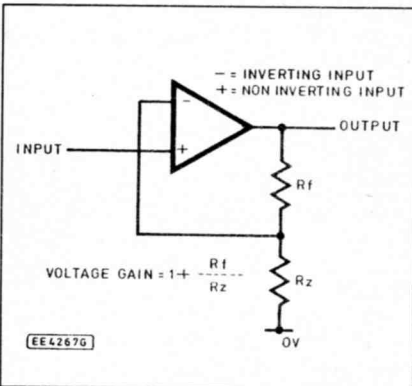 - = INVERTING INPUT
+ = NON INVERTING INPUT
-
OUTPUT
INPUT
+
Rf
VOLTAGE GAIN = 1 + Rf
Rz
Rz
EE4267G
0V